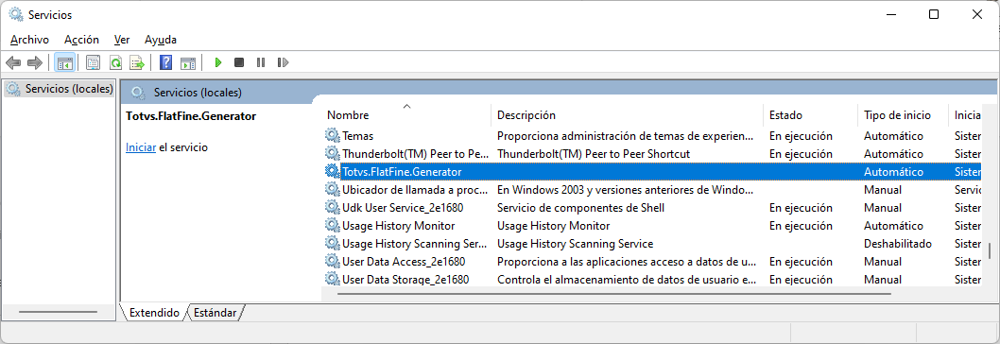 Servicios
Archivo Acción Ver Ayuda
Servicios (locales)
Servicios (locales)
Totvs.FlatFine.Generator
Iniciar el servicio
Nombre Descripción Estado Tipo de inicio Inicia
Temas Proporciona administración de temas de experien... En ejecución Automático Sister
Thunderbolt(TM) Peer to Pe... Thunderbolt(TM) Peer to Peer Shortcut En ejecución Automático Sister
Totvs.FlatFine.Generator Automático Sister
Ubicador de llamada a proc... En Windows 2003 y versiones anteriores de Windo... Manual Servic
Udk User Service_2e1680 Servicio de componentes de Shell En ejecución Manual Sister
Usage History Monitor Usage History Monitor En ejecución Automático Sister
Usage History Scanning Ser... Usage History Scanning Service Deshabilitado Sister
User Data Access_2e1680 Proporciona a las aplicaciones acceso a datos de u... En ejecución Manual Sister
User Data Storage_2e1680 Controla el almacenamiento de datos de usuario e... En ejecución Manual Sister
Extendido Estándar